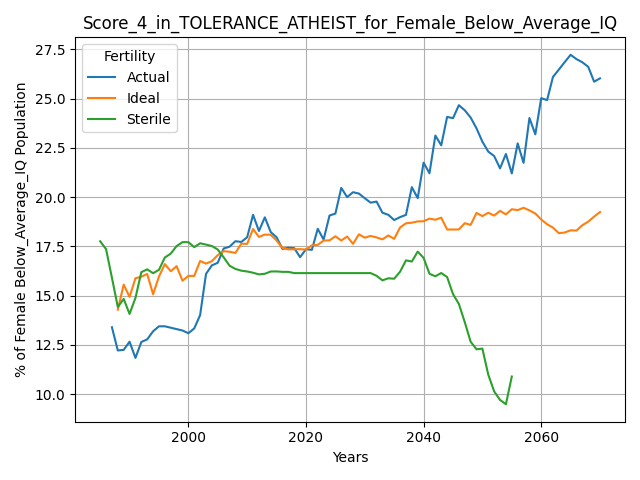 Score_4_in_TOLERANCE_ATHEIST_for_Female_Below_Average_IQ
Fertility
Actual
Ideal
Sterile
27.5
25.0
22.5
20.0
17.5
15.0
12.5
10.0
% of Female Below_Average_IQ Population
2000
2020
2040
2060
Years